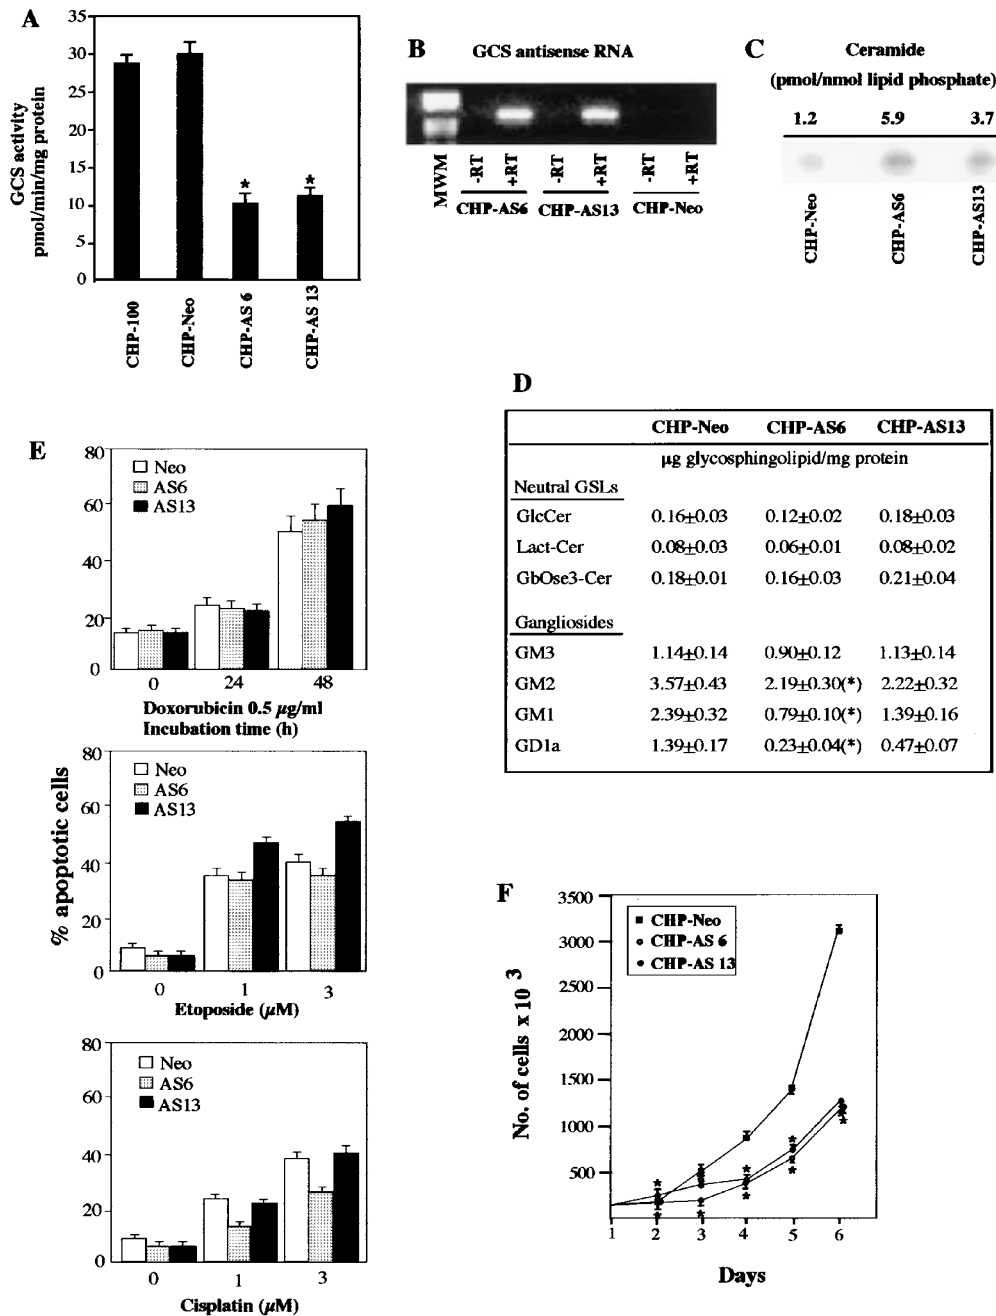 A
GCS activity
pmol/min/mg protein
35
30
25
20
15
10
5
0
* *
CHP-100
CHP-Neo
CHP-AS 6
CHP-AS 13
B
GCS antisense RNA
MWM
-RT
+RT
-RT
+RT
-RT
+RT
CHP-AS6
CHP-AS13
CHP-Neo
C
Ceramide
(pmol/nmol lipid phosphate)
1.2 5.9 3.7
CHP-Neo
CHP-AS6
CHP-AS13
D
CHP-Neo CHP-AS6 CHP-AS13
µg glycosphingolipid/mg protein
Neutral GSLs
GlcCer 0.16±0.03 0.12±0.02 0.18±0.03
Lact-Cer 0.08±0.03 0.06±0.01 0.08±0.02
GbOse3-Cer 0.18±0.01 0.16±0.03 0.21±0.04
Gangliosides
GM3 1.14±0.14 0.90±0.12 1.13±0.14
GM2 3.57±0.43 2.19±0.30(*) 2.22±0.32
GM1 2.39±0.32 0.79±0.10(*) 1.39±0.16
GD1a 1.39±0.17 0.23±0.04(*) 0.47±0.07
E
% apoptotic cells
80
60
40
20
0
Neo
AS6
AS13
0 24 48
Doxorubicin 0.5 µg/ml
Incubation time (h)
80
60
40
20
0
Neo
AS6
AS13
0 1 3
Etoposide (µM)
80
60
40
20
0
Neo
AS6
AS13
0 1 3
Cisplatin (µM)
F
No. of cells x 10 3
3500
3000
2500
2000
1500
1000
500
CHP-Neo
CHP-AS 6
CHP-AS 13
* * * * * * * *
1 2 3 4 5 6
Days